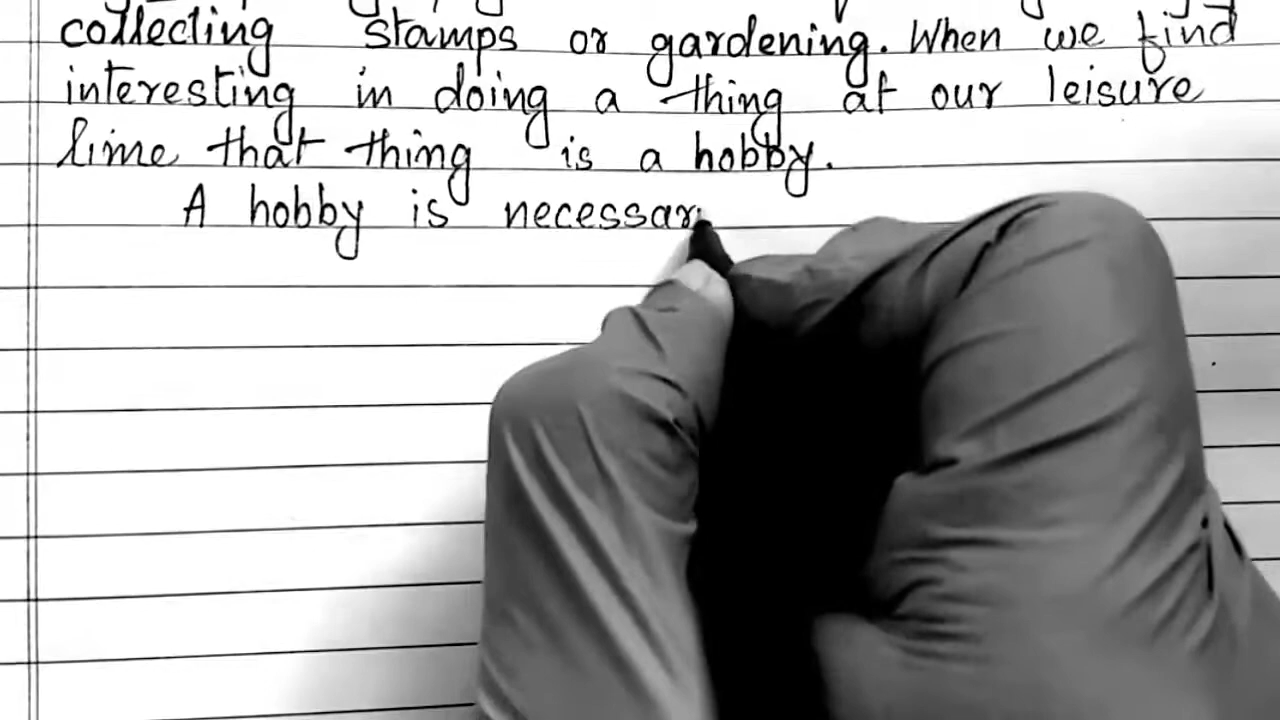 collecting stamps or gardening. When we find
interesting in doing a thing at our leisure
lime that thing is a hobby.
A hobby is necessar